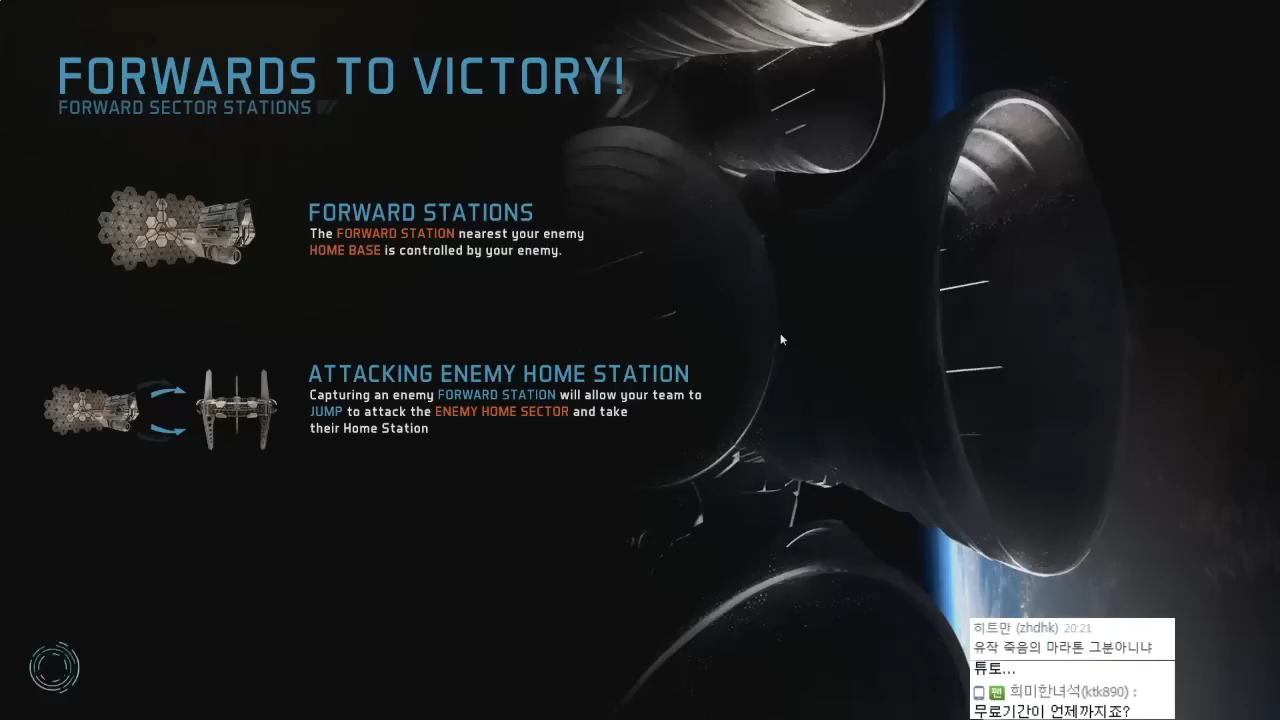 FORWARDS TO VICTORY!
FORWARD SECTOR STATIONS
FORWARD STATIONS
The FORWARD STATION nearest your enemy
HOME BASE is controlled by your enemy.
ATTACKING ENEMY HOME STATION
Capturing an enemy FORWARD STATION will allow your team to
JUMP to attack the ENEMY HOME SECTOR and take
their Home Station
히트만 (zhdhk) 20:21
유작 죽음의 마라톤 그분아니냐
튜토...
팬 희미한녀석(ktk890) :
무료기간이 언제까지죠?